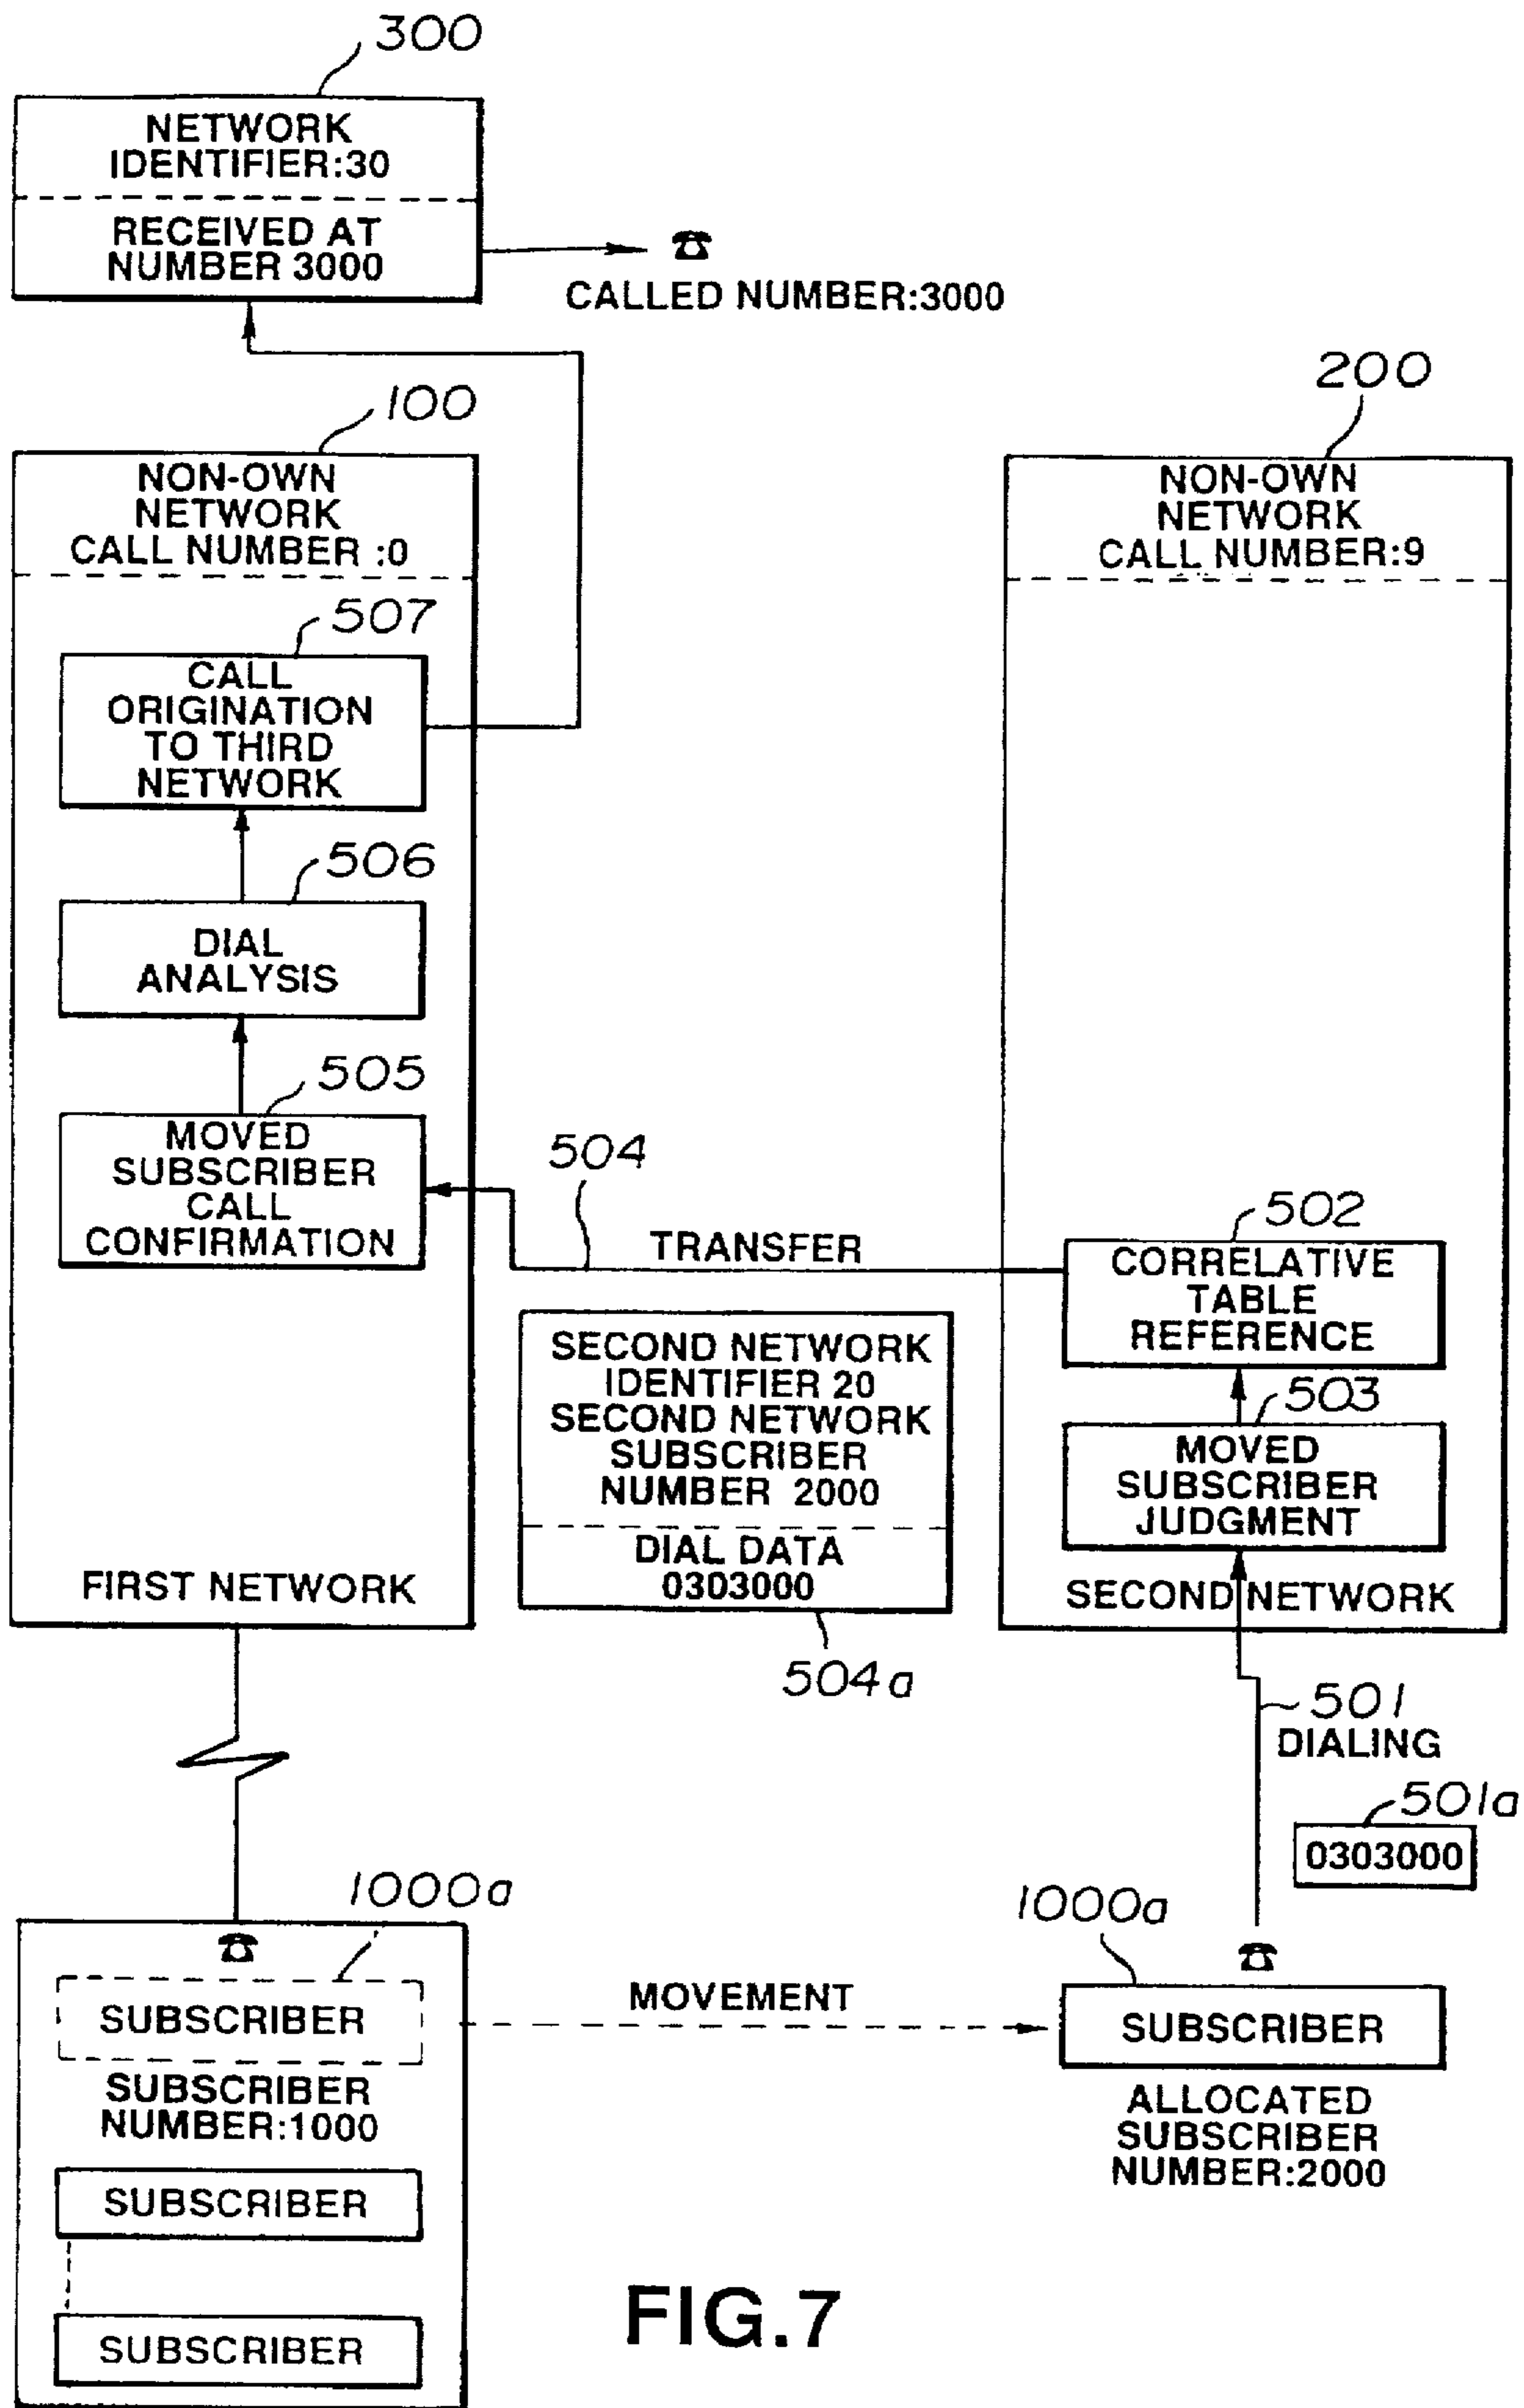 300
NETWORK
IDENTIFIER:30
RECEIVED AT
NUMBER 3000
CALLED NUMBER:3000
100
NON-OWN
NETWORK
CALL NUMBER :0
200
NON-OWN
NETWORK
CALL NUMBER:9
507
CALL
ORIGINATION
TO THIRD
NETWORK
506
DIAL
ANALYSIS
505
MOVED
SUBSCRIBER
CALL
CONFIRMATION
504
TRANSFER
502
CORRELATIVE
TABLE
REFERENCE
503
MOVED
SUBSCRIBER
JUDGMENT
SECOND NETWORK
IDENTIFIER 20
SECOND NETWORK
SUBSCRIBER
NUMBER 2000
DIAL DATA
0303000
504a
FIRST NETWORK
SECOND NETWORK
501
DIALING
501a
0303000
1000a
SUBSCRIBER
SUBSCRIBER
NUMBER:1000
SUBSCRIBER
SUBSCRIBER
MOVEMENT
1000a
SUBSCRIBER
ALLOCATED
SUBSCRIBER
NUMBER:2000
FIG.7